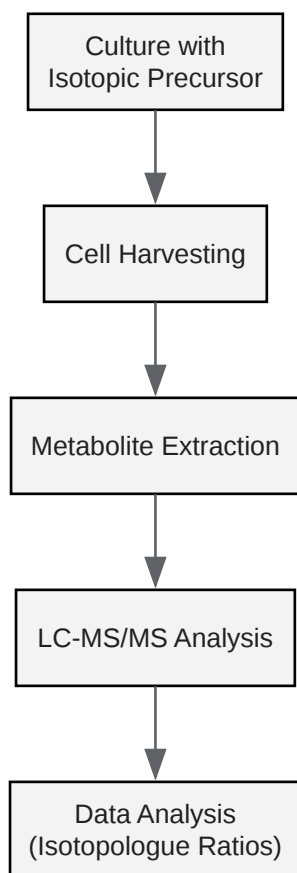 Culture with
Isotopic Precursor
Cell Harvesting
Metabolite Extraction
LC-MS/MS Analysis
Data Analysis
(Isotopologue Ratios)